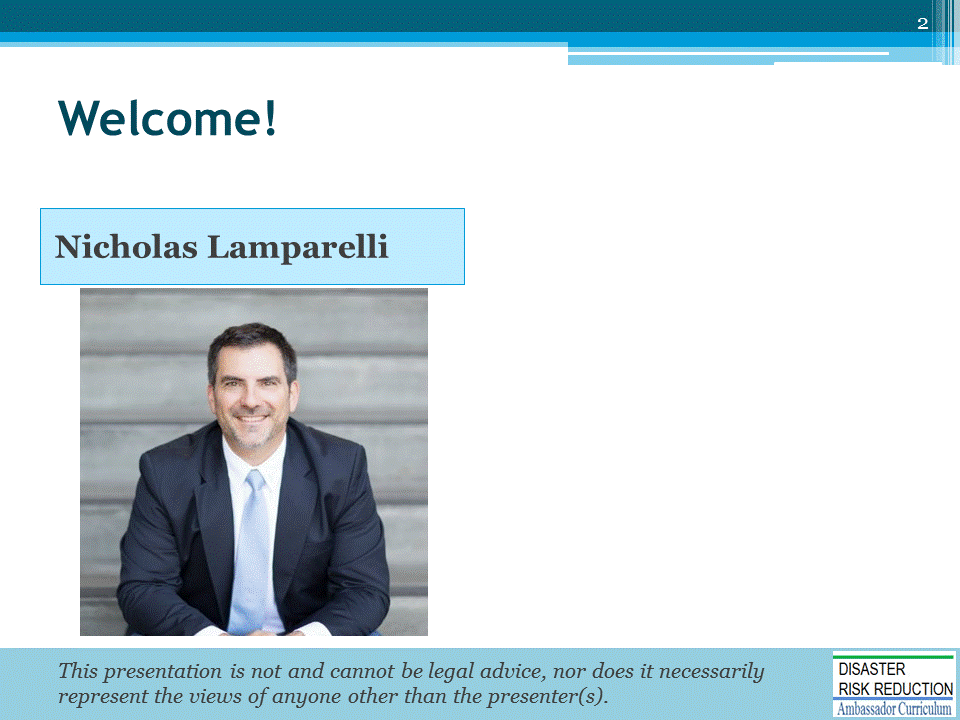 2
Welcome!
Nicholas Lamparelli
This presentation is not and cannot be legal advice, nor does it necessarily
represent the views of anyone other than the presenter(s).
DISASTER
RISK REDUCTION
Ambassador Curriculum